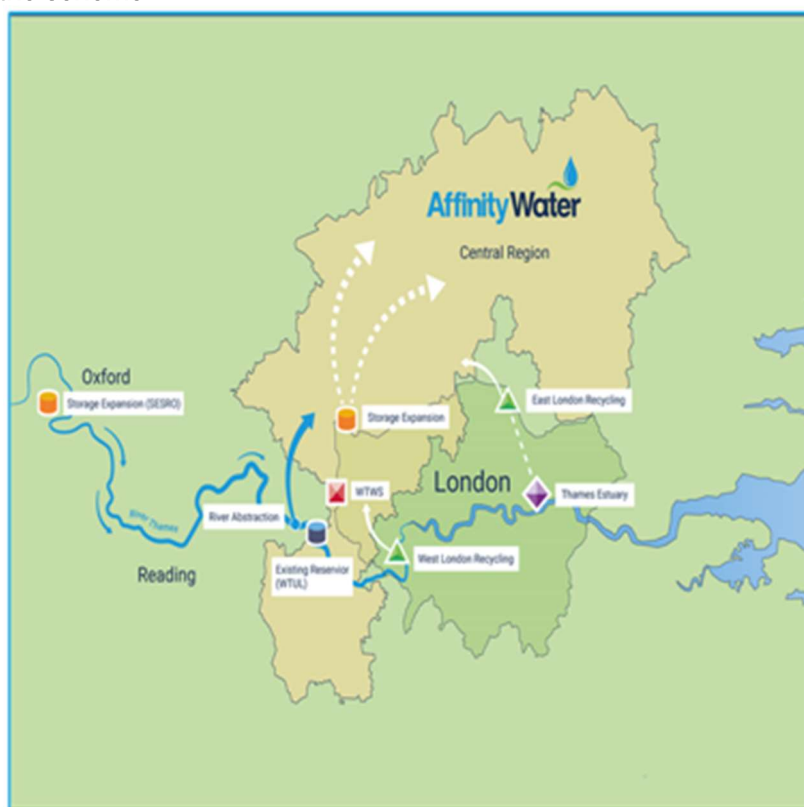 Affinity Water
Central Region
Oxford
Storage Expansion (SESRO)
Storage Expansion
East London Recycling
London
WTWS
Thames Estuary
River Thames
River Abstraction
West London Recycling
Existing Reservior
(WTUL)
Reading